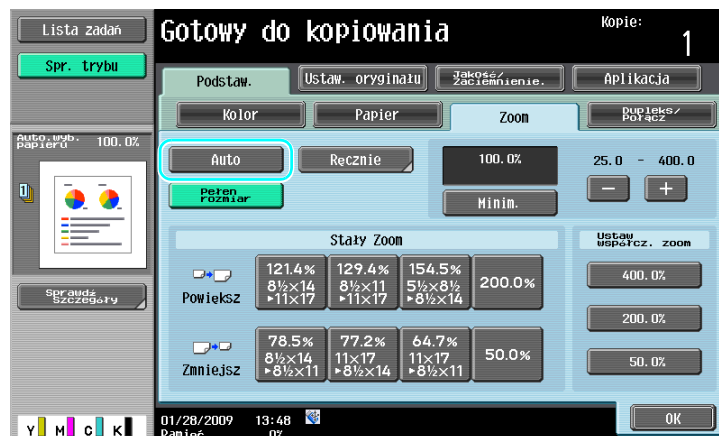 Lista zadań
Gotowy do kopiowania
Kopie:
1
Spr. trybu
Podstaw.
Ustaw. oryginału
Jakość/
zaciemnienie.
Aplikacja
Kolor
Papier
Zoom
Dupleks/
Połącz
Auto.wyb.
papieru
100.0%
Auto
Ręcznie
100.0%
25.0 - 400.0
Pełen
rozmiar
Minim.
− +
Stały Zoom
Ustaw
współcz. zoom
Powiększ
121.4%
8½×14
▸11×17
129.4%
8½×11
▸11×17
154.5%
5½×8½
▸8½×14
200.0%
400.0%
200.0%
Sprawdź
Szczegóły
Zmniejsz
78.5%
8½×14
▸8½×11
77.2%
11×17
▸8½×14
64.7%
11×17
▸8½×11
50.0%
50.0%
Y M C K
01/28/2009 13:48
Pamięć 0%
OK